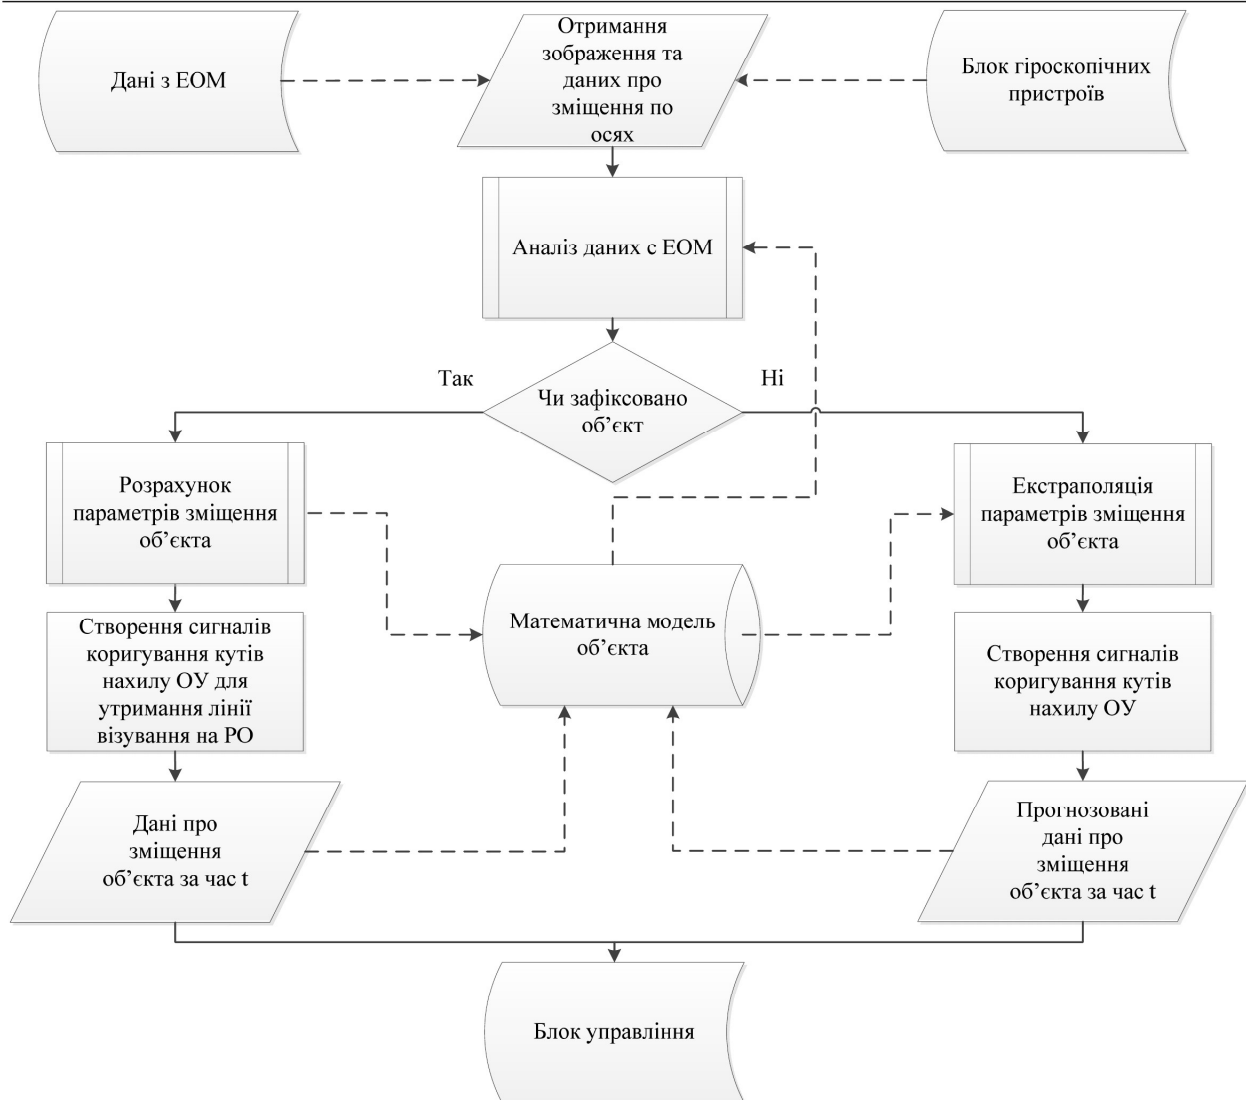 Дані з ЕОМ
Отримання
зображення та
даних про
зміщення по
осях
Блок гіроскопічних
пристроїв
Аналіз даних с ЕОМ
Так
Ні
Чи зафіксовано
об’єкт
Розрахунок
параметрів зміщення
об’єкта
Екстраполяція
параметрів зміщення
об’єкта
Математична модель
об’єкта
Створення сигналів
коригування кутів
нахилу ОУ для
утримання лінії
візування на РО
Створення сигналів
коригування кутів
нахилу ОУ
Дані про
зміщення
об’єкта за час t
Прогнозовані
дані про
зміщення
об’єкта за час t
Блок управління